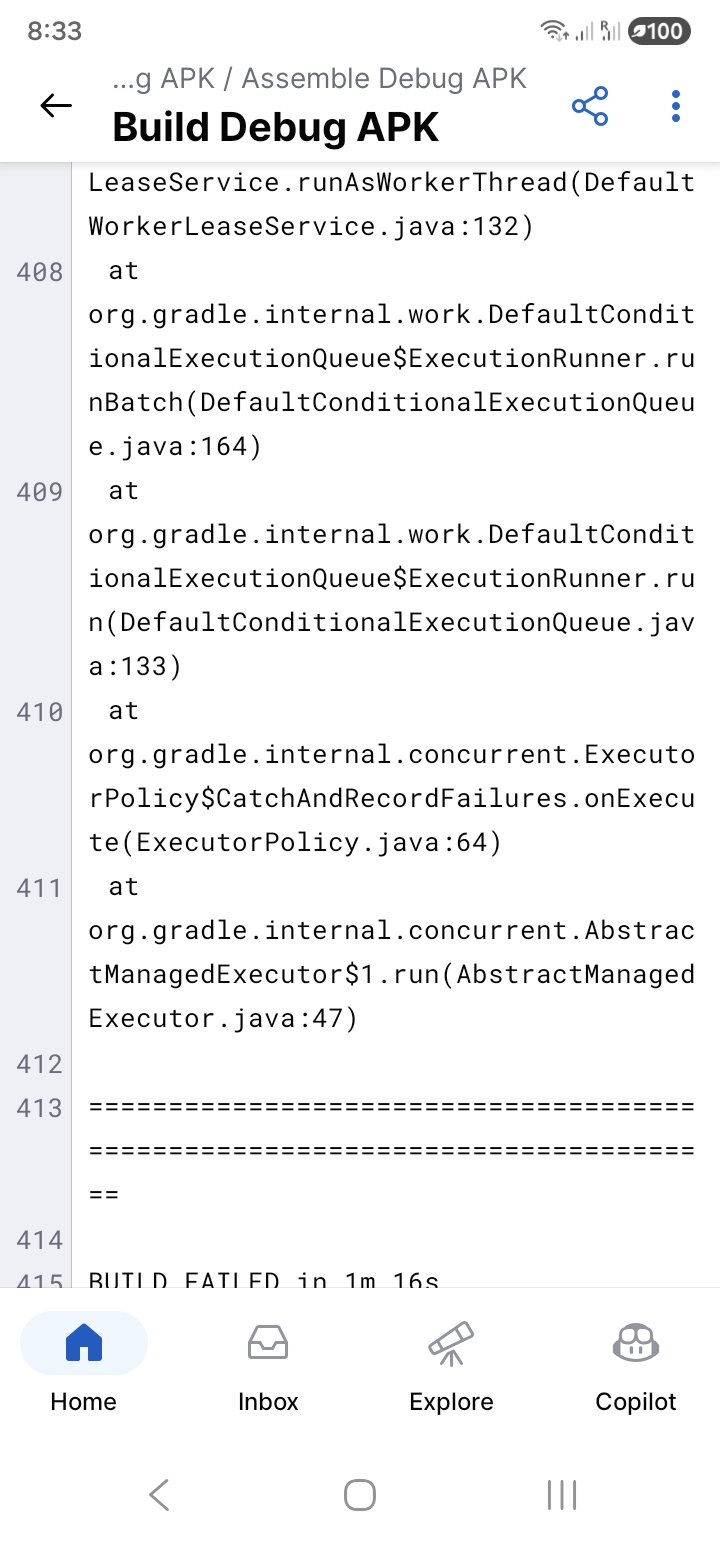 8:33
R
100
...g APK / Assemble Debug APK
Build Debug APK
LeaseService.runAsWorkerThread(Default
WorkerLeaseService.java:132)
408 at
org.gradle.internal.work.DefaultCondit
ionalExecutionQueue$ExecutionRunner.ru
nBatch(DefaultConditionalExecutionQueu
e.java:164)
409 at
org.gradle.internal.work.DefaultCondit
ionalExecutionQueue$ExecutionRunner.ru
n(DefaultConditionalExecutionQueue.jav
a:133)
410 at
org.gradle.internal.concurrent.Executo
rPolicy$CatchAndRecordFailures.onExecu
te(ExecutorPolicy.java:64)
411 at
org.gradle.internal.concurrent.Abstrac
tManagedExecutor$1.run(AbstractManaged
Executor.java:47)
412
413 ======================================
======================================
==
414
415 BUILD FAILED in 1m 16s
Home
Inbox
Explore
Copilot